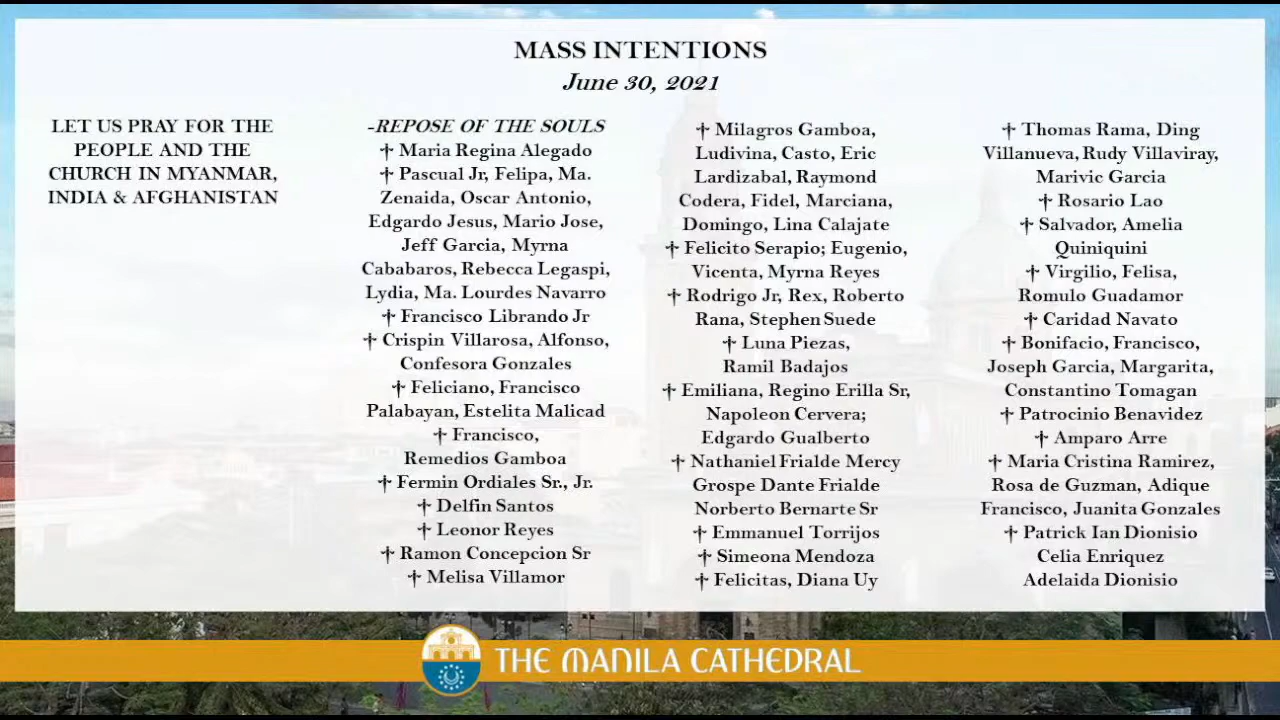 MASS INTENTIONS
June 30, 2021
LET US PRAY FOR THE
PEOPLE AND THE
CHURCH IN MYANMAR,
INDIA & AFGHANISTAN
-REPOSE OF THE SOULS
✝ Maria Regina Alegado
✝ Pascual Jr, Felipa, Ma.
Zenaida, Oscar Antonio,
Edgardo Jesus, Mario Jose,
Jeff Garcia, Myrna
Cababaros, Rebecca Legaspi,
Lydia, Ma. Lourdes Navarro
✝ Francisco Librando Jr
✝ Crispin Villarosa, Alfonso,
Confesora Gonzales
✝ Feliciano, Francisco
Palabayan, Estelita Malicad
✝ Francisco,
Remedios Gamboa
✝ Fermin Ordiales Sr., Jr.
✝ Delfin Santos
✝ Leonor Reyes
✝ Ramon Concepcion Sr
✝ Melisa Villamor
✝ Milagros Gamboa,
Ludivina, Casto, Eric
Lardizabal, Raymond
Codera, Fidel, Marciana,
Domingo, Lina Calajate
✝ Felicito Serapio; Eugenio,
Vicenta, Myrna Reyes
✝ Rodrigo Jr, Rex, Roberto
Rana, Stephen Suede
✝ Luna Piezas,
Ramil Badajos
✝ Emiliana, Regino Erilla Sr,
Napoleon Cervera;
Edgardo Gualberto
✝ Nathaniel Frialde Mercy
Grospe Dante Frialde
Norberto Bernarte Sr
✝ Emmanuel Torrijos
✝ Simeona Mendoza
✝ Felicitas, Diana Uy
✝ Thomas Rama, Ding
Villanueva, Rudy Villaviray,
Marivic Garcia
✝ Rosario Lao
✝ Salvador, Amelia
Quiniquini
✝ Virgilio, Felisa,
Romulo Guadamor
✝ Caridad Navato
✝ Bonifacio, Francisco,
Joseph Garcia, Margarita,
Constantino Tomagan
✝ Patrocinio Benavidez
✝ Amparo Arre
✝ Maria Cristina Ramirez,
Rosa de Guzman, Adique
Francisco, Juanita Gonzales
✝ Patrick Ian Dionisio
Celia Enriquez
Adelaida Dionisio
THE MANILA CATHEDRAL